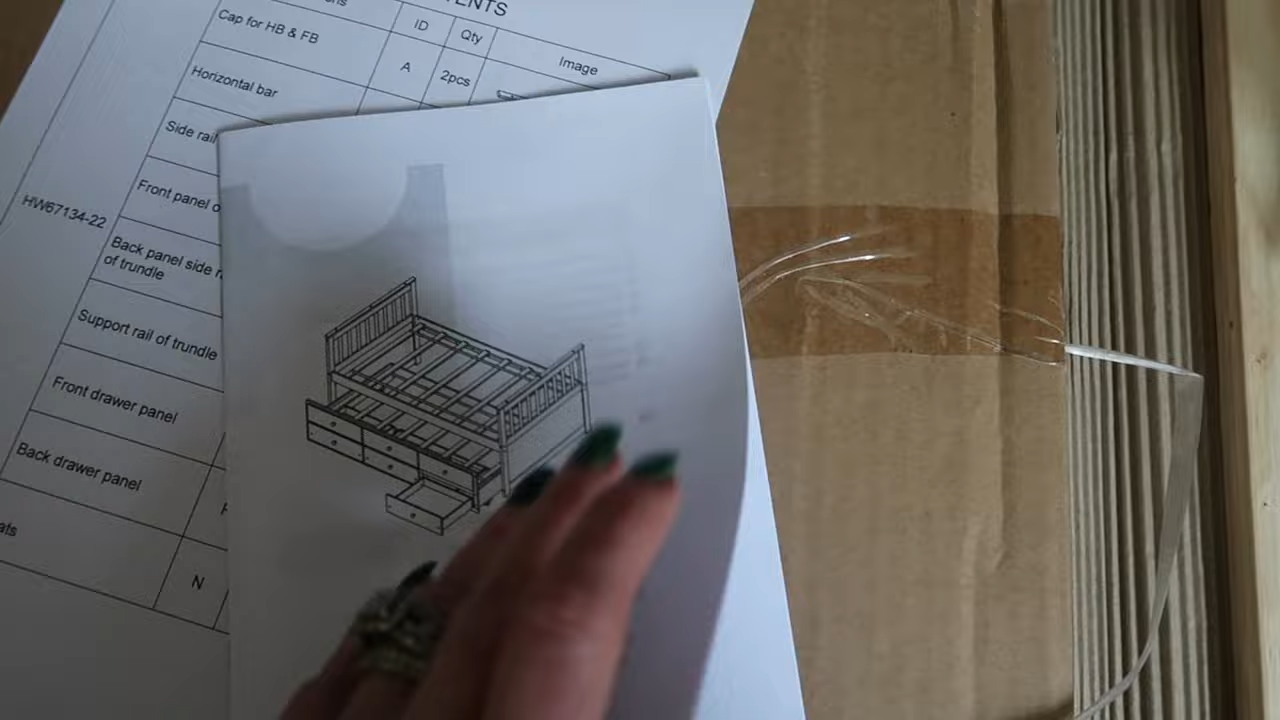 ID
Qty
Image
Cap for HB & FB
A
2pcs
Horizontal bar
Side rail
Front panel
HW67134-22
Back panel side
of trundle
Support rail of trundle
Front drawer panel
Back drawer panel
N